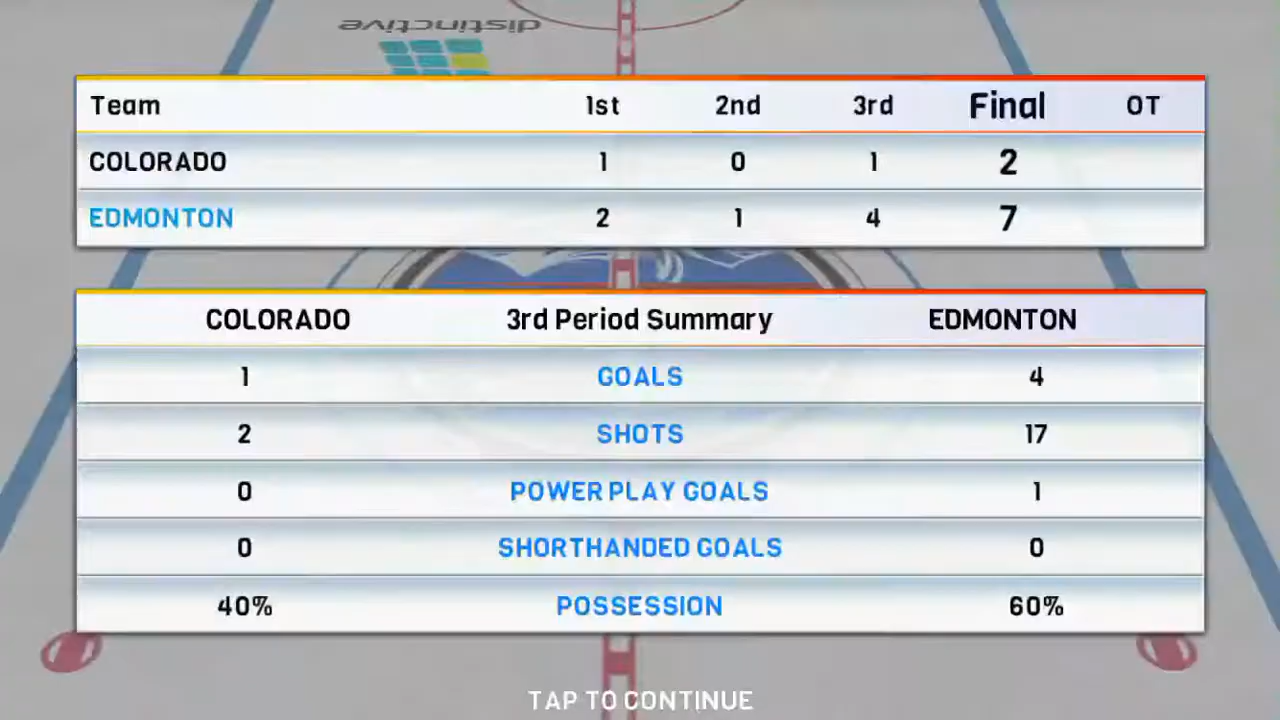 distinctive
Team 1st 2nd 3rd Final OT
COLORADO 1 0 1 2
EDMONTON 2 1 4 7
COLORADO 3rd Period Summary EDMONTON
1 GOALS 4
2 SHOTS 17
0 POWER PLAY GOALS 1
0 SHORTHANDED GOALS 0
40% POSSESSION 60%
TAP TO CONTINUE